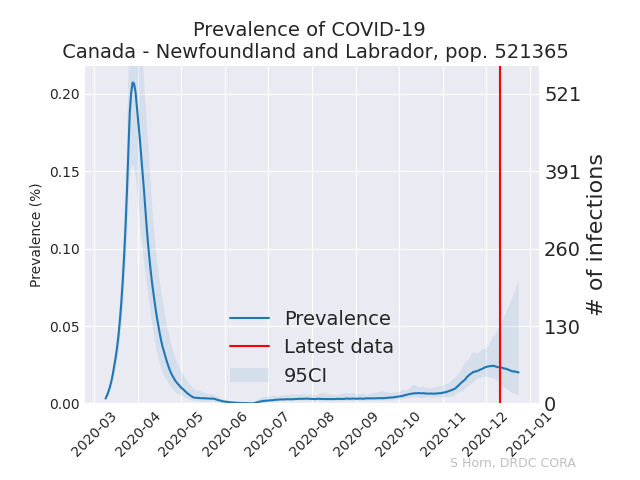 Prevalence of COVID-19
Canada - Newfoundland and Labrador, pop. 521365
Prevalence (%)
0.20
0.15
0.10
0.05
0.00
521
391
260
130
0
# of infections
Prevalence
Latest data
95CI
2020-03
2020-04
2020-05
2020-06
2020-07
2020-08
2020-09
2020-10
2020-11
2020-12
2021-01
S Horn, DRDC CORA